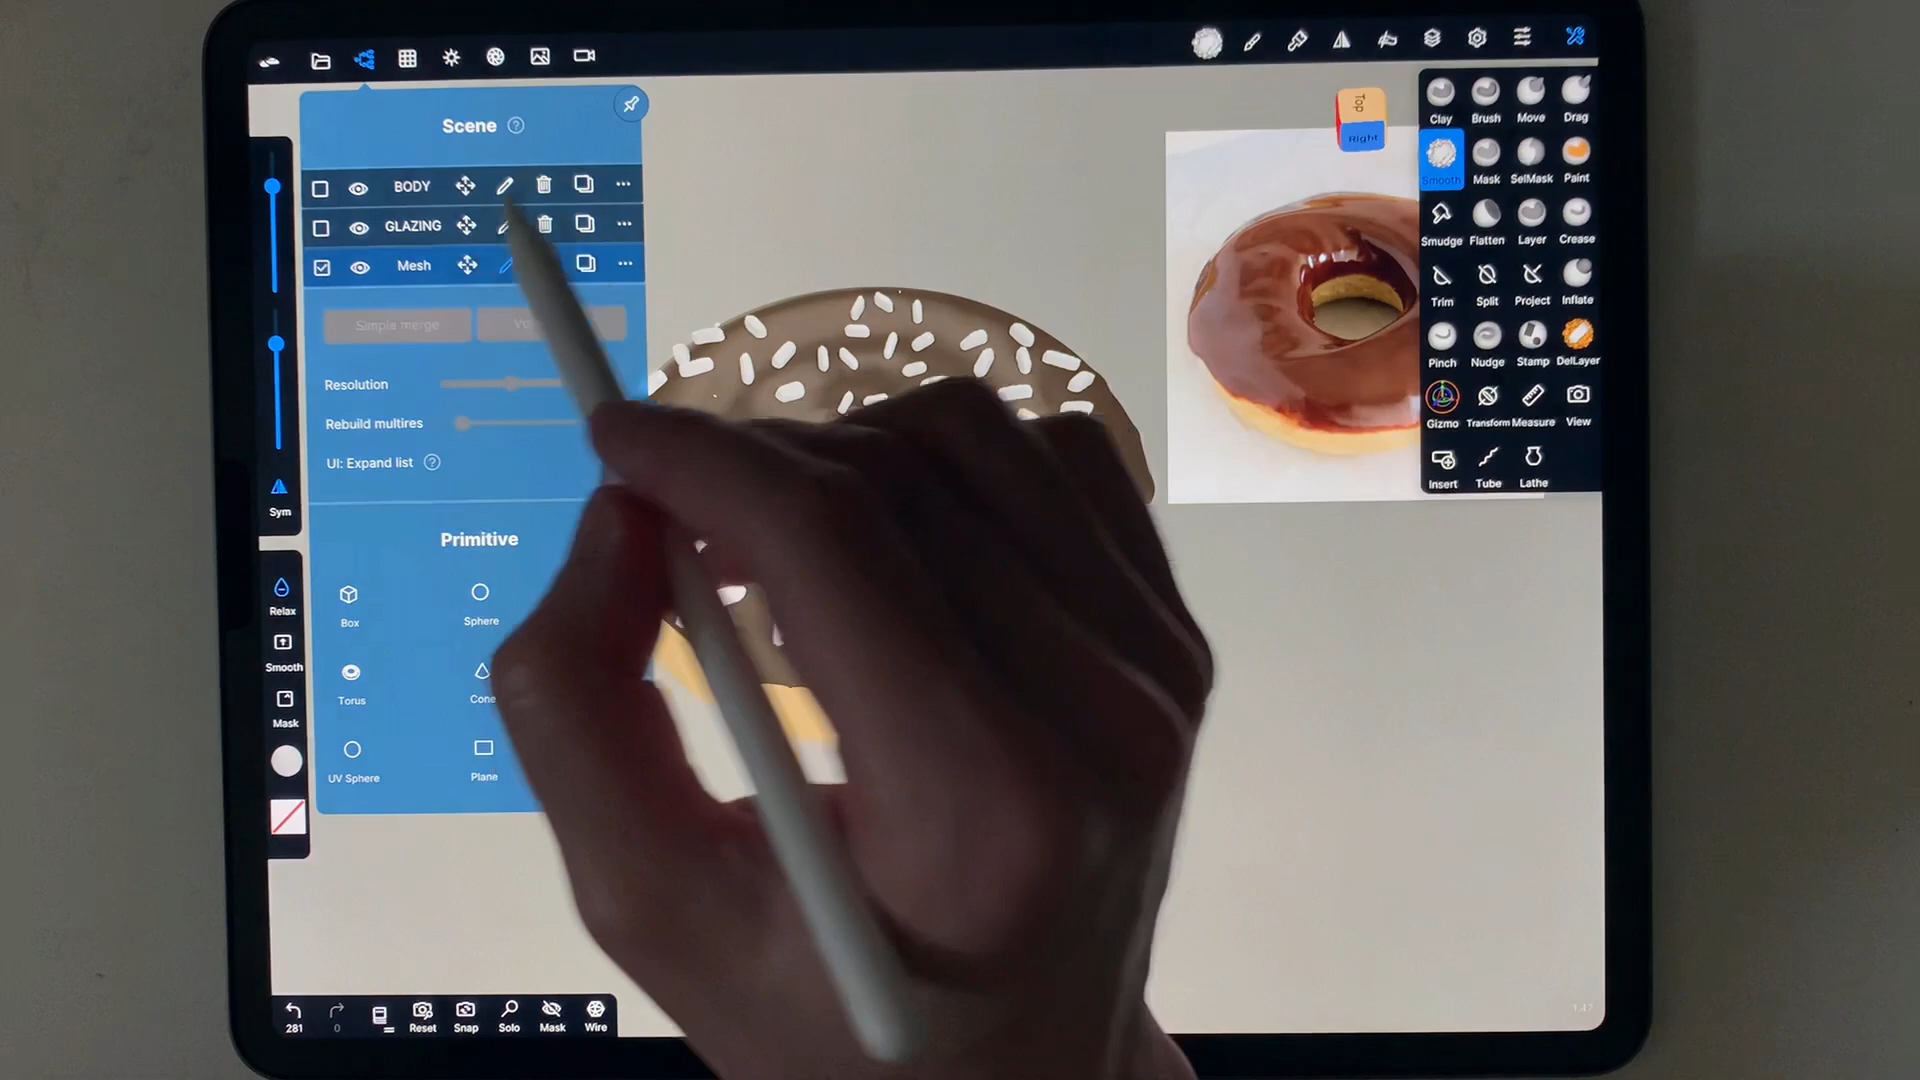 Scene ?
BODY
GLAZING
Mesh
Simple merge
Resolution
Rebuild multires
UI: Expand list ?
Primitive
Box
Sphere
Torus
Cone
UV Sphere
Plane
Sym
Relax
Smooth
Mask
281
0
Reset
Snap
Solo
Mask
Wire
Top
Right
Clay
Brush
Move
Drag
Smooth
Mask
SelMask
Paint
Smudge
Flatten
Layer
Crease
Trim
Split
Project
Inflate
Pinch
Nudge
Stamp
DelLayer
Gizmo
Transform
Measure
View
Insert
Tube
Lathe